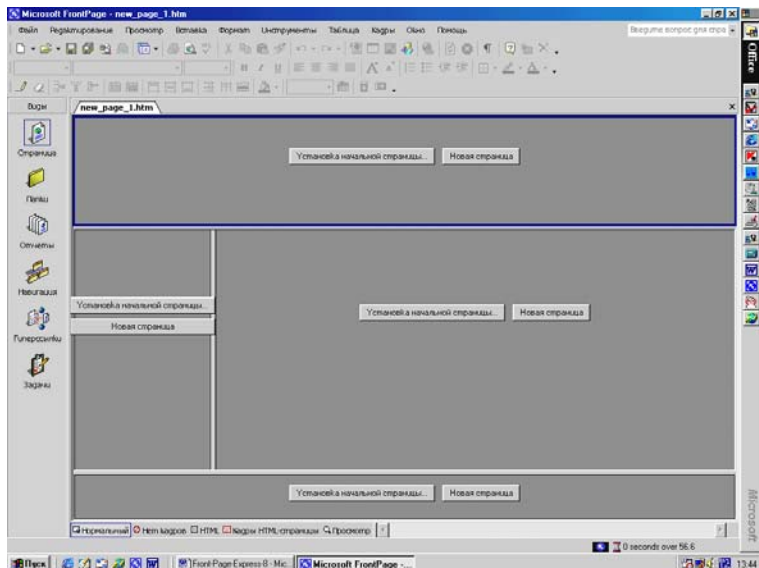 Microsoft FrontPage - new_page_1.htm
Файл Редактирование Просмотр Вставка Формат Инструменты Таблица Кадры Окно Помощь
Введите вопрос для спра
Виды
new_page_1.htm
Страница
Папки
Отчеты
Навигация
Гиперссылки
Задачи
Установка начальной страницы... Новая страница
Установка начальной страницы...
Новая страница
Установка начальной страницы... Новая страница
Установка начальной страницы... Новая страница
Нормальный Нет кадров HTML Кадры HTML-страницы Просмотр
0 seconds over 56.6
Пуск Front-Page-Express-8 - Mic... Microsoft FrontPage -... 13:44
Office
Microsoft